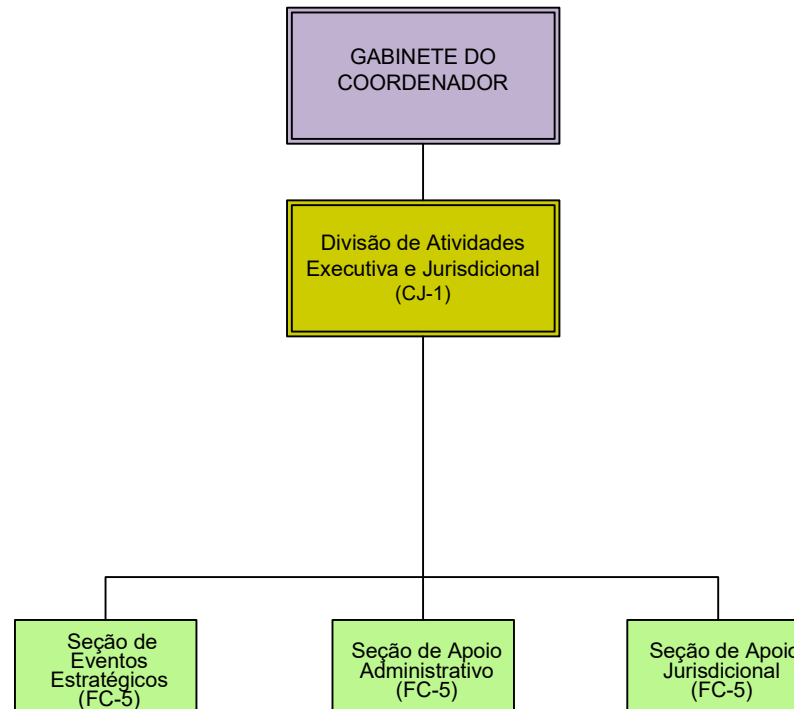 GABINETE DO
COORDENADOR
Divisão de Atividades
Executiva e Jurisdicional
(CJ-1)
Seção de
Eventos
Estratégicos
(FC-5)
Seção de Apoio
Administrativo
(FC-5)
Seção de Apoio
Jurisdicional
(FC-5)